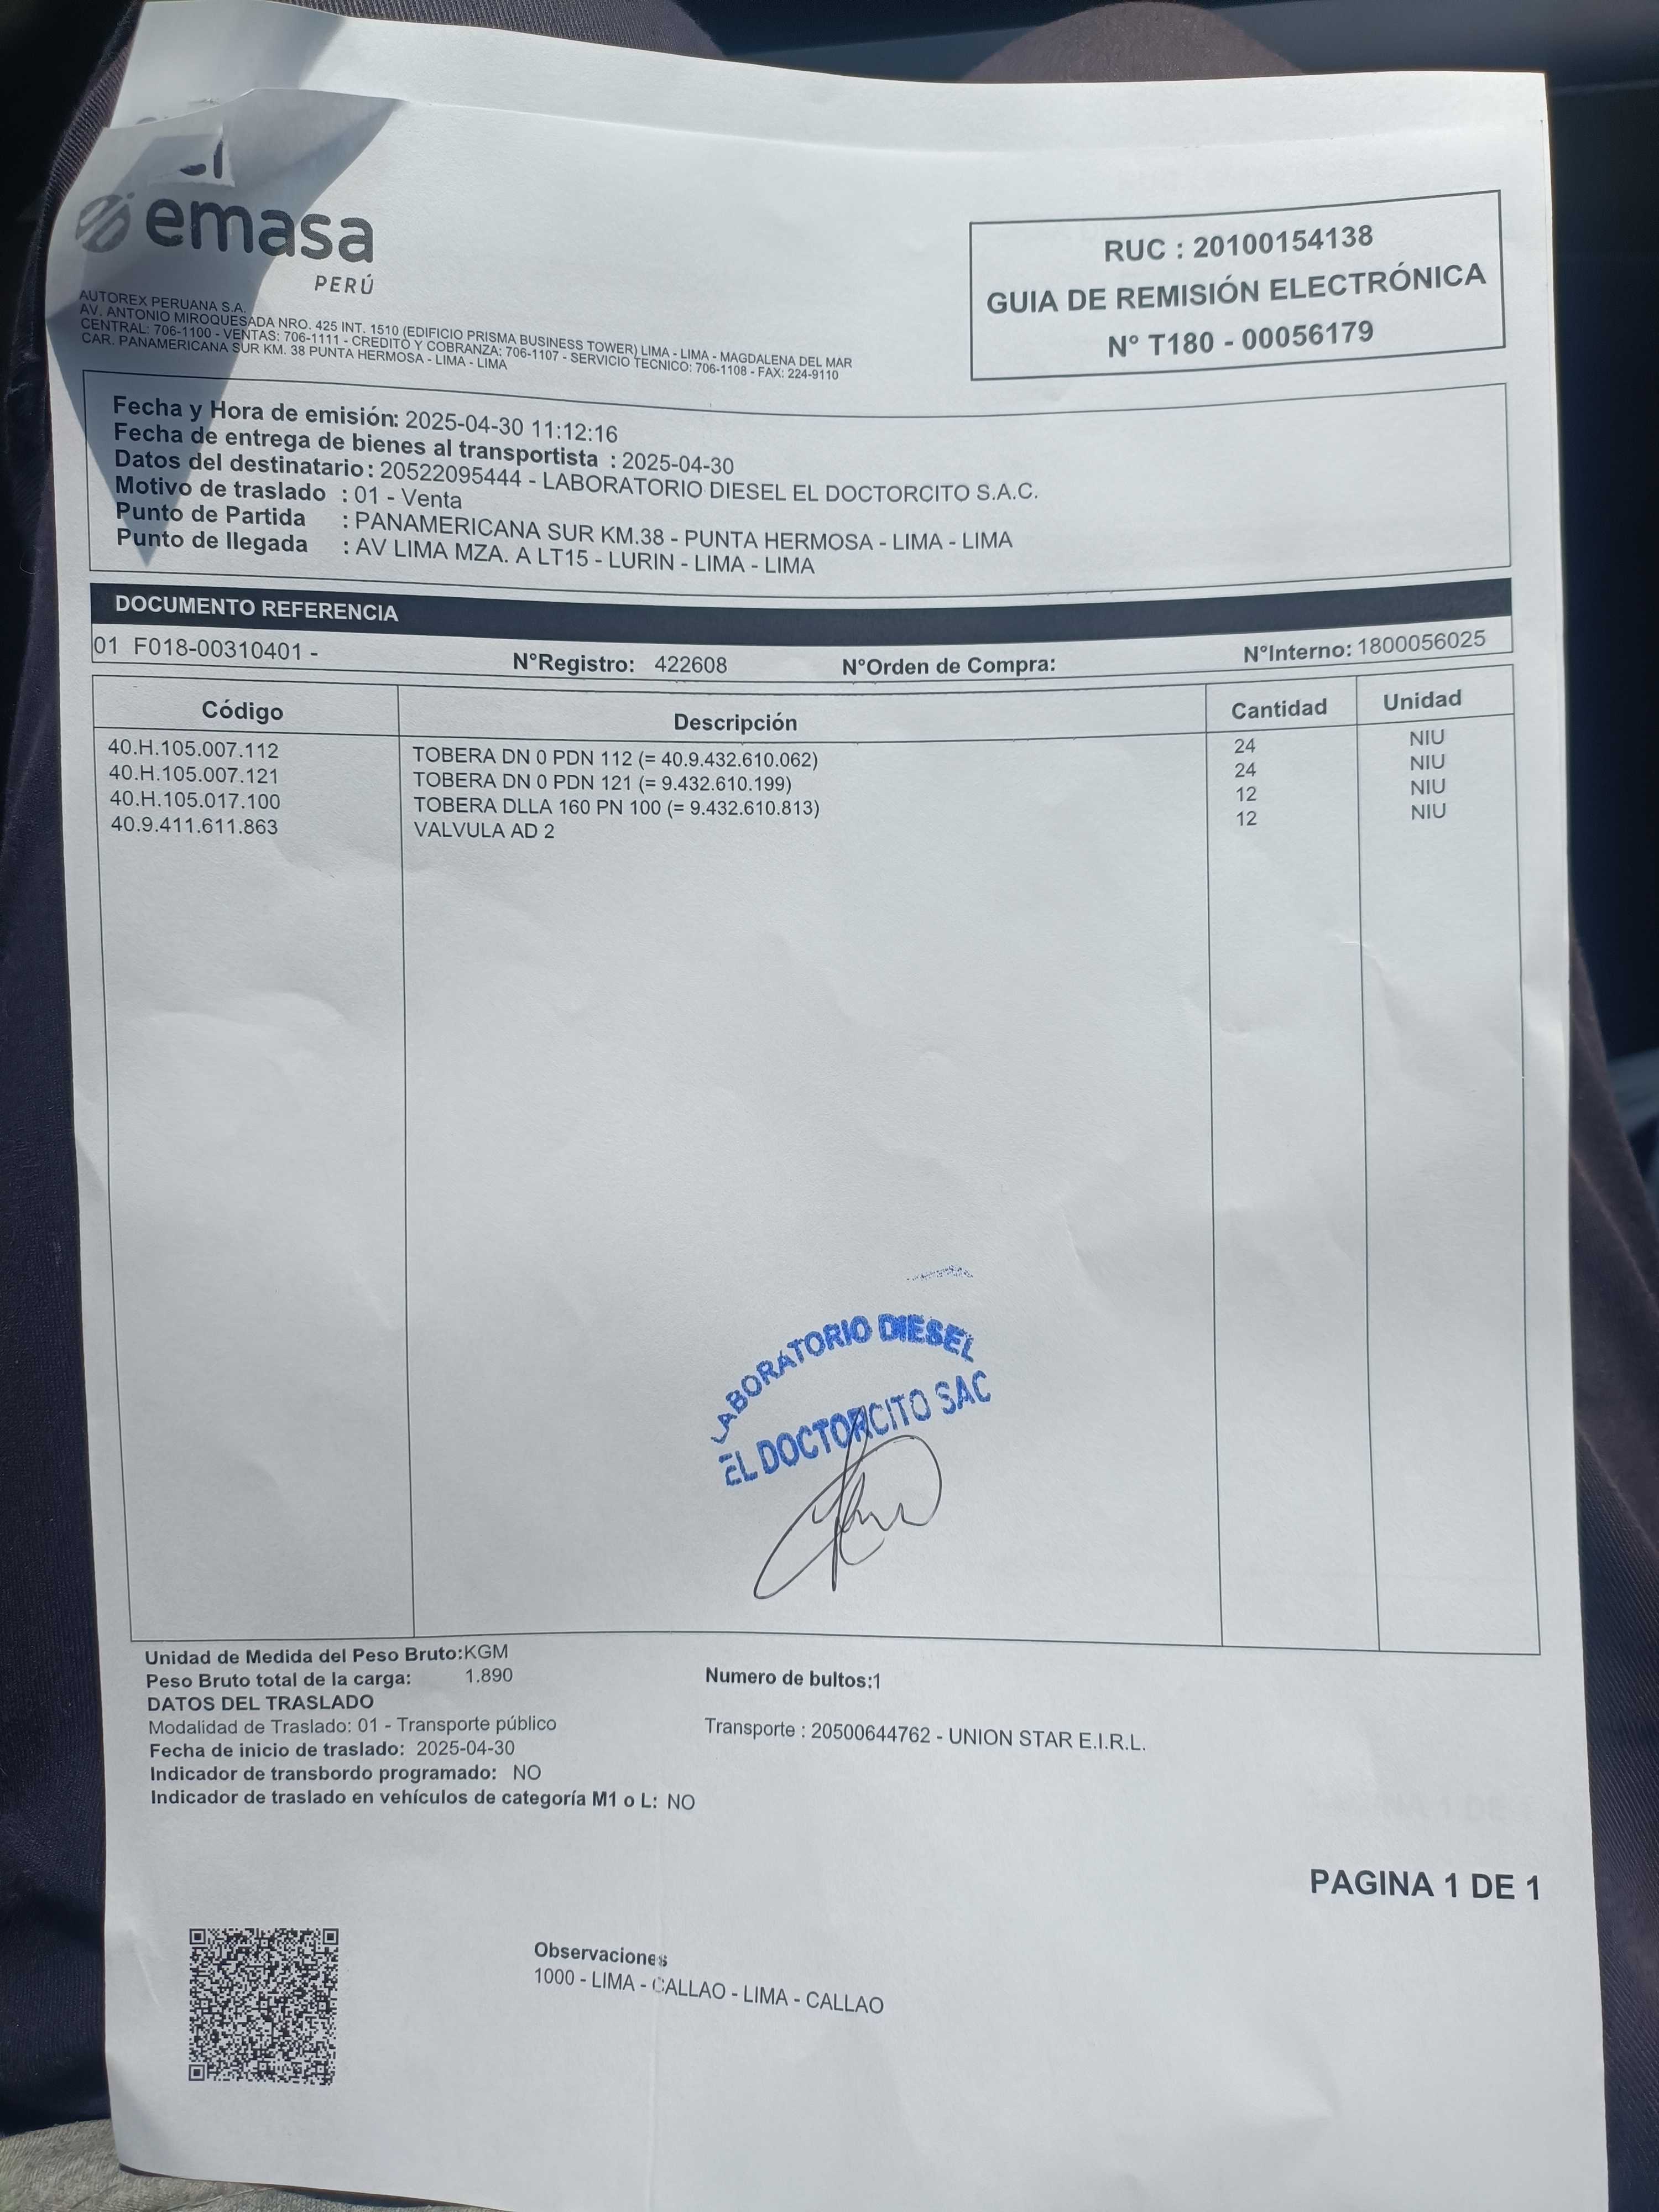 emasa
PERÚ
AUTOREX PERUANA S.A.
AV. ANTONIO MIROQUESADA NRO. 425 INT. 1510 (EDIFICIO PRISMA BUSINESS TOWER) LIMA - LIMA - MAGDALENA DEL MAR
CENTRAL: 706-1100 - VENTAS: 706-1111 - CREDITO Y COBRANZA: 706-1107 - SERVICIO TECNICO: 706-1108 - FAX: 224-9110
CAR. PANAMERICANA SUR KM. 38 PUNTA HERMOSA - LIMA - LIMA
RUC : 20100154138
GUIA DE REMISIÓN ELECTRÓNICA
N° T180 - 00056179
Fecha y Hora de emisión: 2025-04-30 11:12:16
Fecha de entrega de bienes al transportista : 2025-04-30
Datos del destinatario : 20522095444 - LABORATORIO DIESEL EL DOCTORCITO S.A.C.
Motivo de traslado : 01 - Venta
Punto de Partida : PANAMERICANA SUR KM.38 - PUNTA HERMOSA - LIMA - LIMA
Punto de llegada : AV LIMA MZA. A LT15 - LURIN - LIMA - LIMA
DOCUMENTO REFERENCIA
01 F018-00310401 - N°Registro: 422608 N°Orden de Compra: N°Interno: 1800056025
Código Descripción Cantidad Unidad
40.H.105.007.112 TOBERA DN 0 PDN 112 (= 40.9.432.610.062) 24 NIU
40.H.105.007.121 TOBERA DN 0 PDN 121 (= 9.432.610.199) 24 NIU
40.H.105.017.100 TOBERA DLLA 160 PN 100 (= 9.432.610.813) 12 NIU
40.9.411.611.863 VALVULA AD 2 12 NIU
LABORATORIO DIESEL
EL DOCTORCITO SAC
Unidad de Medida del Peso Bruto:KGM
Peso Bruto total de la carga: 1.890 Numero de bultos:1
DATOS DEL TRASLADO
Modalidad de Traslado: 01 - Transporte público Transporte : 20500644762 - UNION STAR E.I.R.L.
Fecha de inicio de traslado: 2025-04-30
Indicador de transbordo programado: NO
Indicador de traslado en vehículos de categoría M1 o L: NO
PAGINA 1 DE 1
Observaciones
1000 - LIMA - CALLAO - LIMA - CALLAO